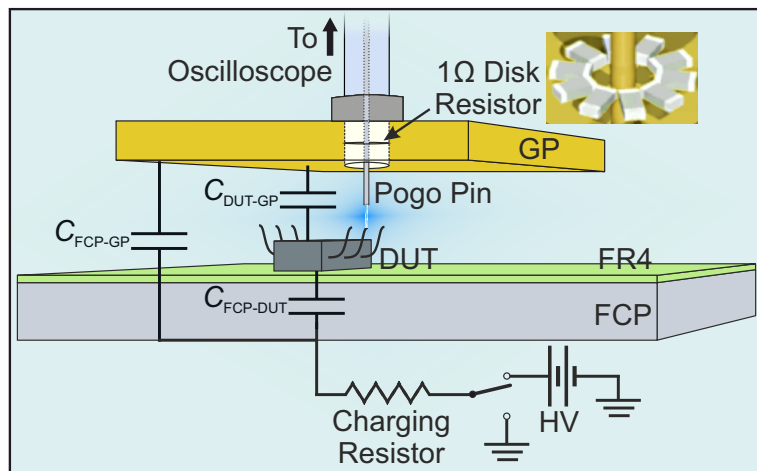 To
Oscilloscope
1Ω Disk
Resistor
GP
Pogo Pin
C_DUT-GP
C_FCP-GP
DUT
FR4
C_FCP-DUT
FCP
Charging
Resistor
HV